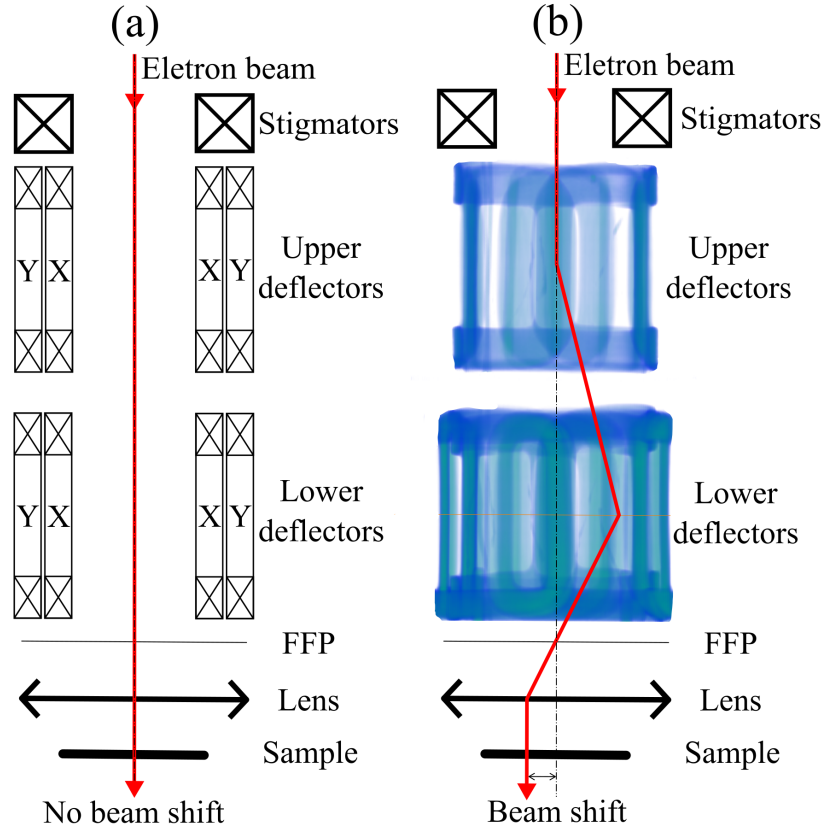 (a)
Eletron beam
Stigmators
Y X
X Y
Upper
deflectors
Y X
X Y
Lower
deflectors
FFP
Lens
Sample
No beam shift
(b)
Eletron beam
Stigmators
Upper
deflectors
Lower
deflectors
FFP
Lens
Sample
Beam shift